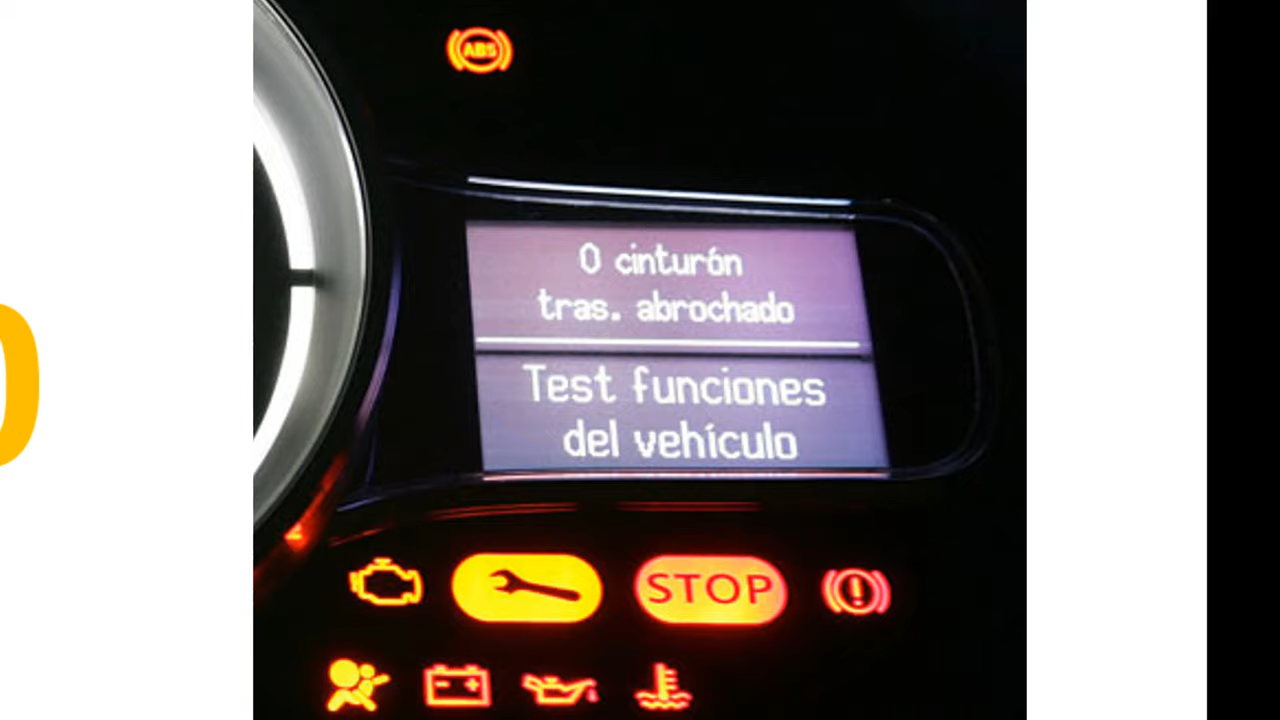 ABS
0 cinturón
tras. abrochado
Test funciones
del vehículo
STOP